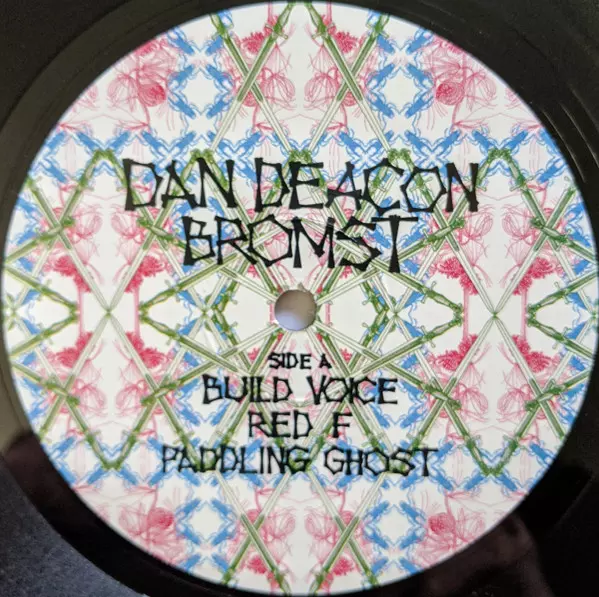 DAN DEACON
BROMST
SIDE A
BUILD VOICE
RED F
PADDLING GHOST